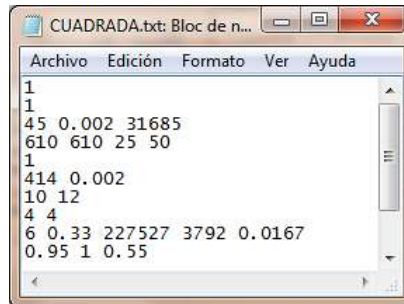 CUADRADA.txt: Bloc de n...
Archivo Edición Formato Ver Ayuda
1
1
45 0.002 31685
610 610 25 50
1
414 0.002
10 12
4 4
6 0.33 227527 3792 0.0167
0.95 1 0.55